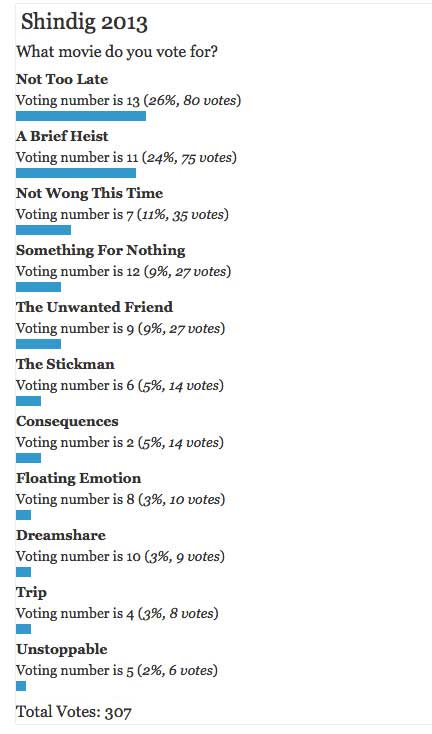 Shindig 2013
What movie do you vote for?
Not Too Late
Voting number is 13 (26%, 80 votes)
A Brief Heist
Voting number is 11 (24%, 75 votes)
Not Wong This Time
Voting number is 7 (11%, 35 votes)
Something For Nothing
Voting number is 12 (9%, 27 votes)
The Unwanted Friend
Voting number is 9 (9%, 27 votes)
The Stickman
Voting number is 6 (5%, 14 votes)
Consequences
Voting number is 2 (5%, 14 votes)
Floating Emotion
Voting number is 8 (3%, 10 votes)
Dreamshare
Voting number is 10 (3%, 9 votes)
Trip
Voting number is 4 (3%, 8 votes)
Unstoppable
Voting number is 5 (2%, 6 votes)
Total Votes: 307